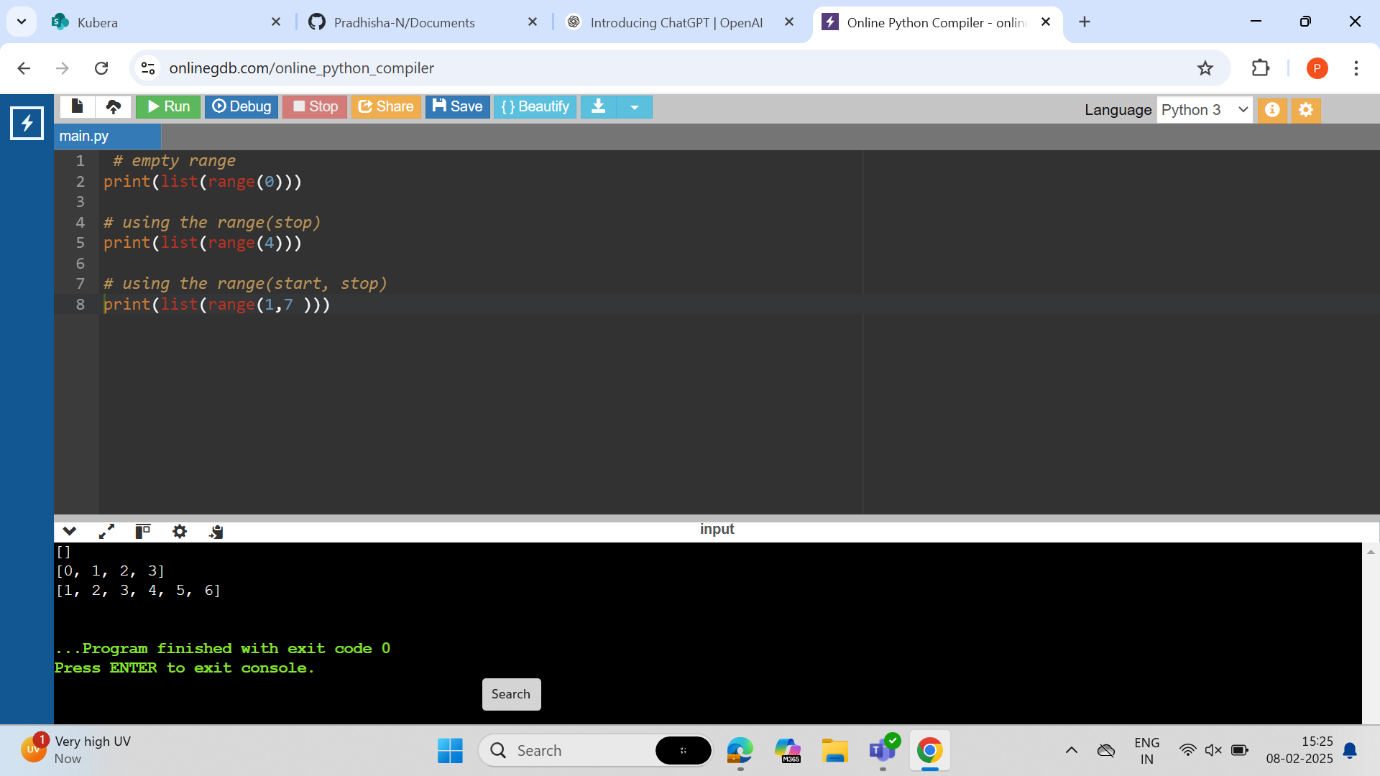 Kubera
Pradhisha-N/Documents
Introducing ChatGPT | OpenAI
Online Python Compiler - onlin
onlinegdb.com/online_python_compiler
P
Run
Debug
Stop
Share
Save
{ } Beautify
Language Python 3
main.py
1 # empty range
2 print(list(range(0)))
3
4 # using the range(stop)
5 print(list(range(4)))
6
7 # using the range(start, stop)
8 print(list(range(1,7 )))
input
[]
[0, 1, 2, 3]
[1, 2, 3, 4, 5, 6]
...Program finished with exit code 0
Press ENTER to exit console.
Search
UV
1
Very high UV
Now
Search
M365
ENG
IN
15:25
08-02-2025